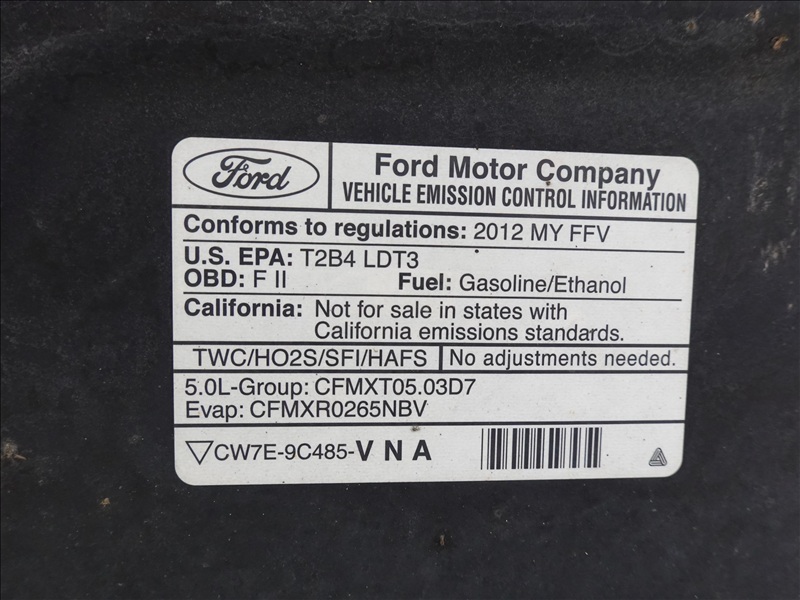 Ford
Ford Motor Company
VEHICLE EMISSION CONTROL INFORMATION
Conforms to regulations: 2012 MY FFV
U.S. EPA: T2B4 LDT3
OBD: F II Fuel: Gasoline/Ethanol
California: Not for sale in states with
California emissions standards.
TWC/HO2S/SFI/HAFS No adjustments needed.
5.0L-Group: CFMXT05.03D7
Evap: CFMXR0265NBV
CW7E-9C485-V N A